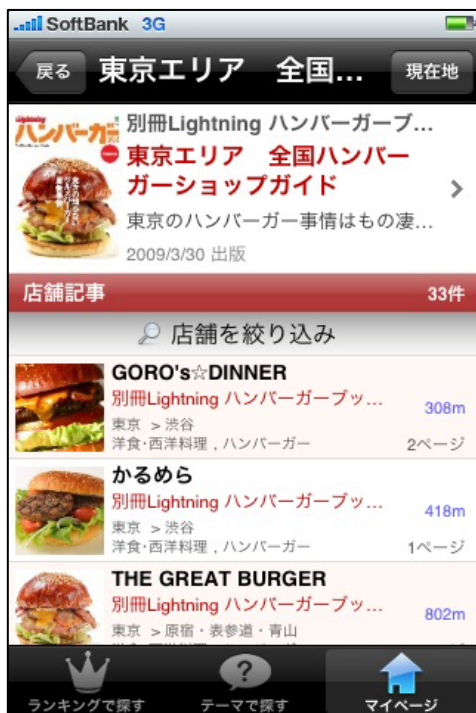 SoftBank 3G
戻る
東京エリア　全国...
現在地
Lightning
ハンバーガー
別冊Lightning ハンバーガーブ...
東京エリア　全国ハンバー
ガーショップガイド
東京のハンバーガー事情はもの凄...
2009/3/30 出版
店舗記事
33件
店舗を絞り込み
GORO's☆DINNER
別冊Lightning ハンバーガーブッ...
308m
東京 ＞渋谷
洋食・西洋料理 , ハンバーガー
2ページ
かるめら
別冊Lightning ハンバーガーブッ...
418m
東京 ＞渋谷
洋食・西洋料理 , ハンバーガー
1ページ
THE GREAT BURGER
別冊Lightning ハンバーガーブッ...
802m
東京 ＞原宿・表参道・青山
ランキングで探す
テーマで探す
マイページ